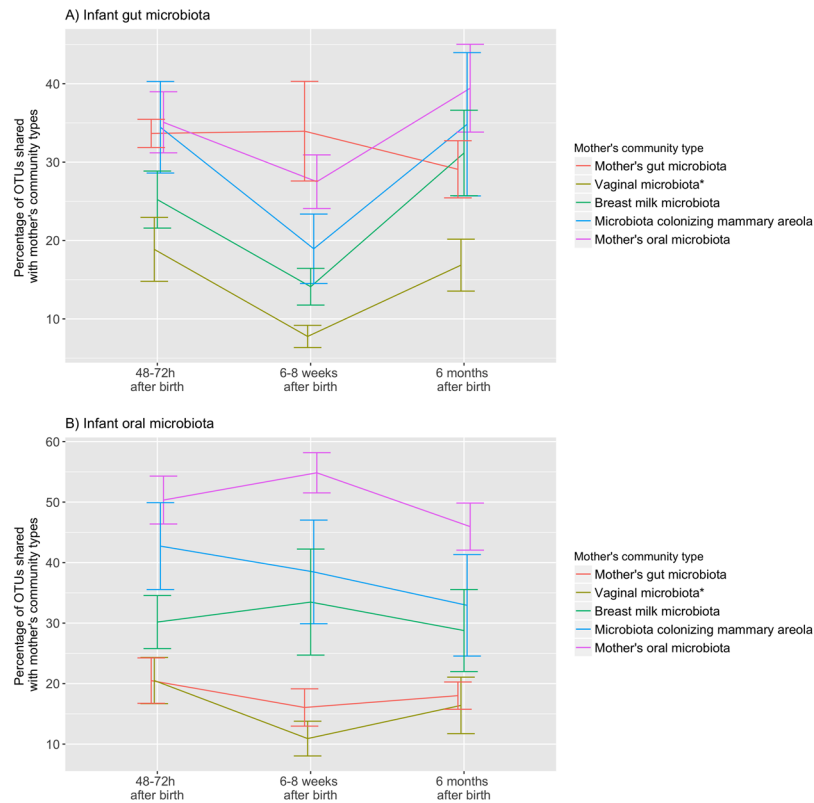 A) Infant gut microbiota
Percentage of OTUs shared
with mother's community types
40
30
20
10
48-72h
after birth
6-8 weeks
after birth
6 months
after birth
Mother's community type
Mother's gut microbiota
Vaginal microbiota*
Breast milk microbiota
Microbiota colonizing mammary areola
Mother's oral microbiota
B) Infant oral microbiota
Percentage of OTUs shared
with mother's community types
60
50
40
30
20
10
48-72h
after birth
6-8 weeks
after birth
6 months
after birth
Mother's community type
Mother's gut microbiota
Vaginal microbiota*
Breast milk microbiota
Microbiota colonizing mammary areola
Mother's oral microbiota